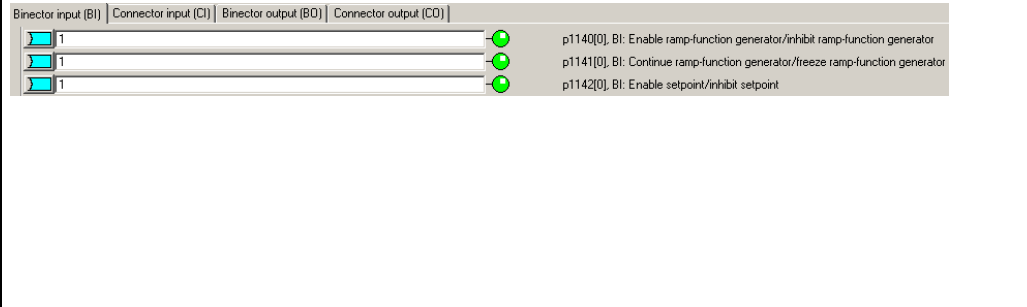 Binector input (BI) Connector input (CI) Binector output (BO) Connector output (CO)
1 p1140[0], BI: Enable ramp-function generator/inhibit ramp-function generator
1 p1141[0], BI: Continue ramp-function generator/freeze ramp-function generator
1 p1142[0], BI: Enable setpoint/inhibit setpoint